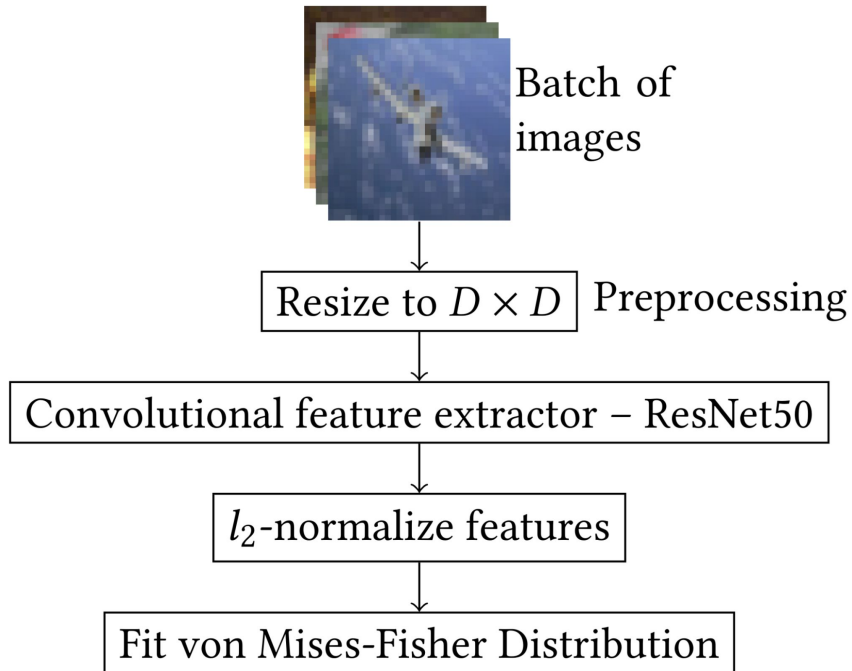 Batch of
images
Resize to D × D
Preprocessing
Convolutional feature extractor – ResNet50
l₂-normalize features
Fit von Mises-Fisher Distribution